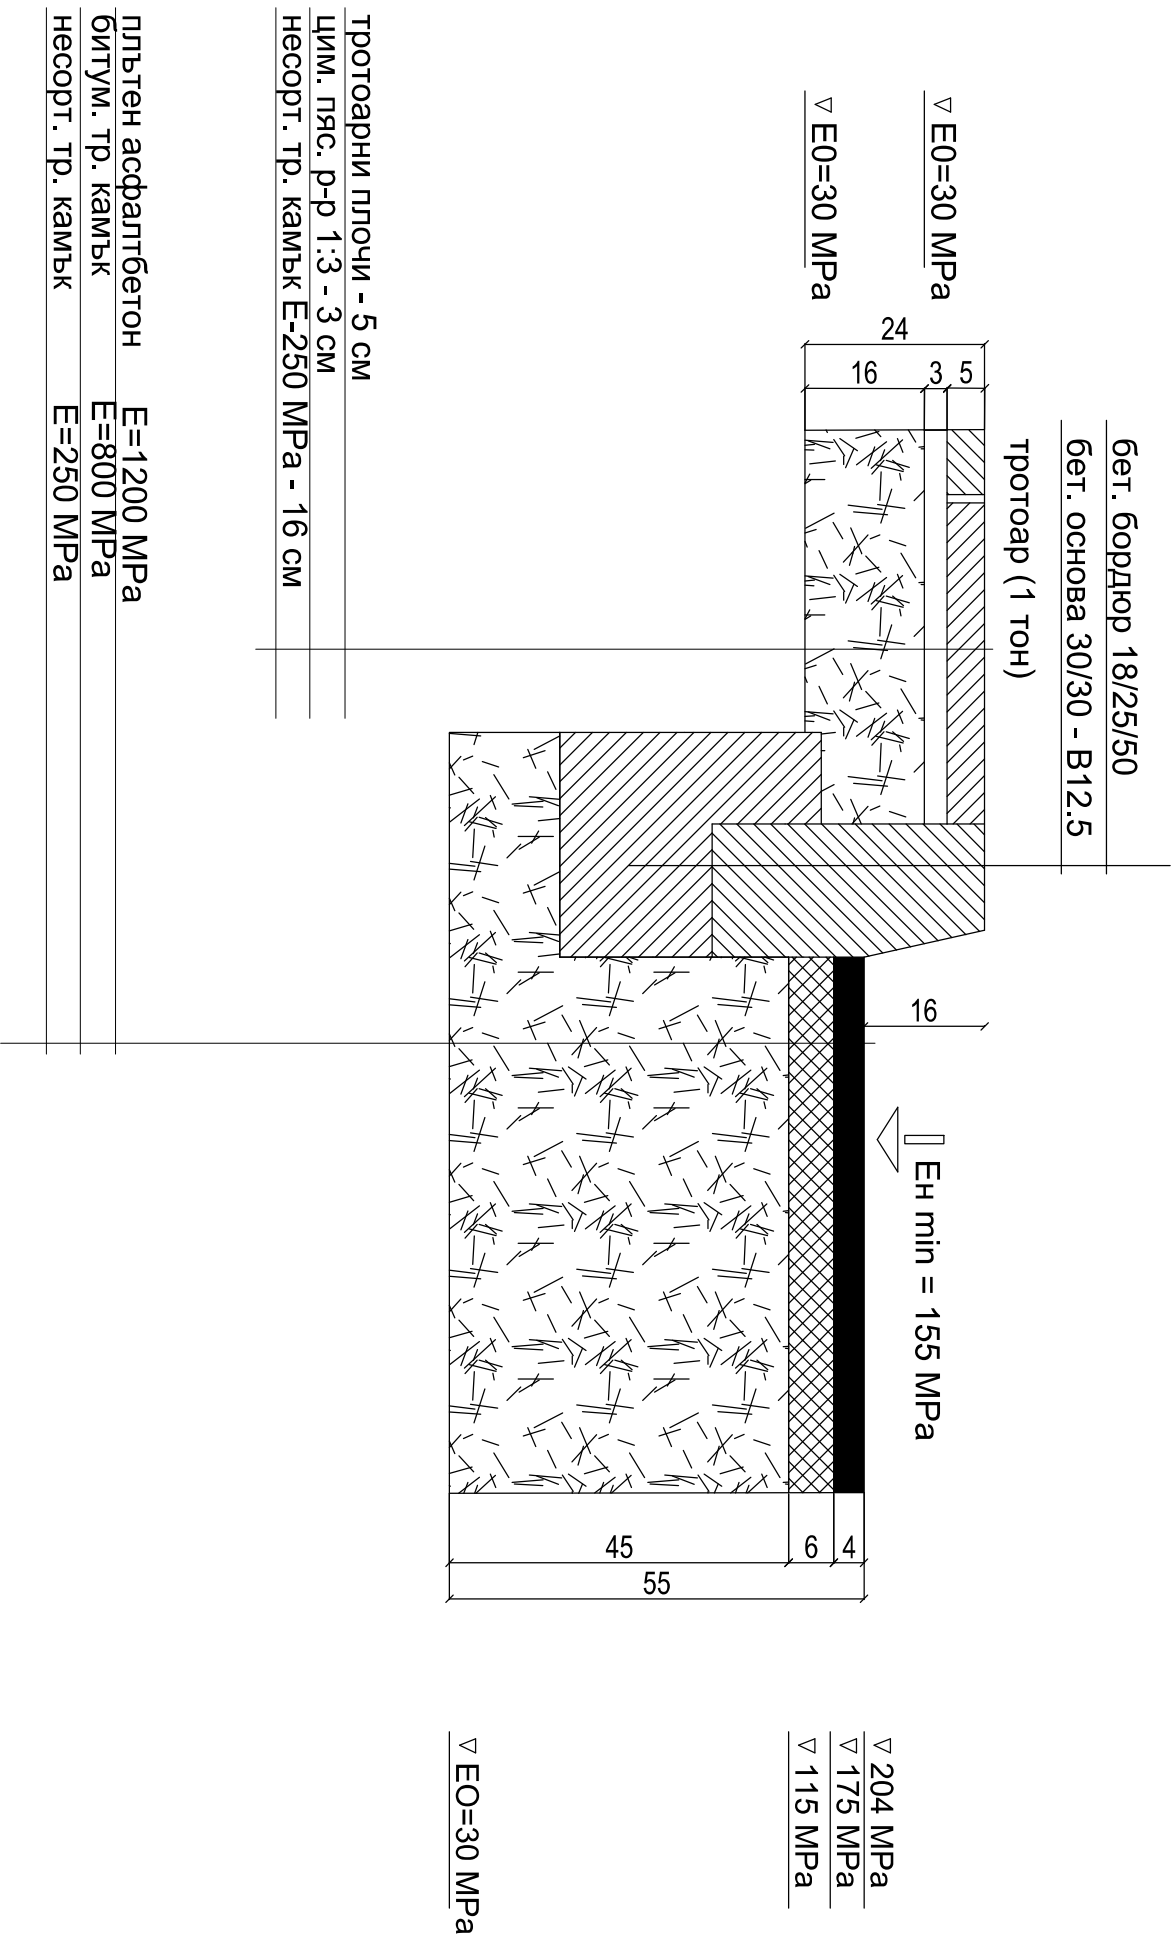 бет. бордюр 18/25/50
бет. основа 30/30 - В12.5
тротоар (1 тон)
▽ E0=30 MPa
▽ E0=30 MPa
24
5
3
16
16
Ен min = 155 MPa
▽ 204 MPa
▽ 175 MPa
▽ 115 MPa
▽ EO=30 MPa
4
6
45
55
тротоарни плочи - 5 см
цим. пяс. р-р 1:3 - 3 см
несорт. тр. камък E-250 MPa - 16 см
плътен асфалтбетон E=1200 MPa
битум. тр. камък E=800 MPa
несорт. тр. камък E=250 MPa